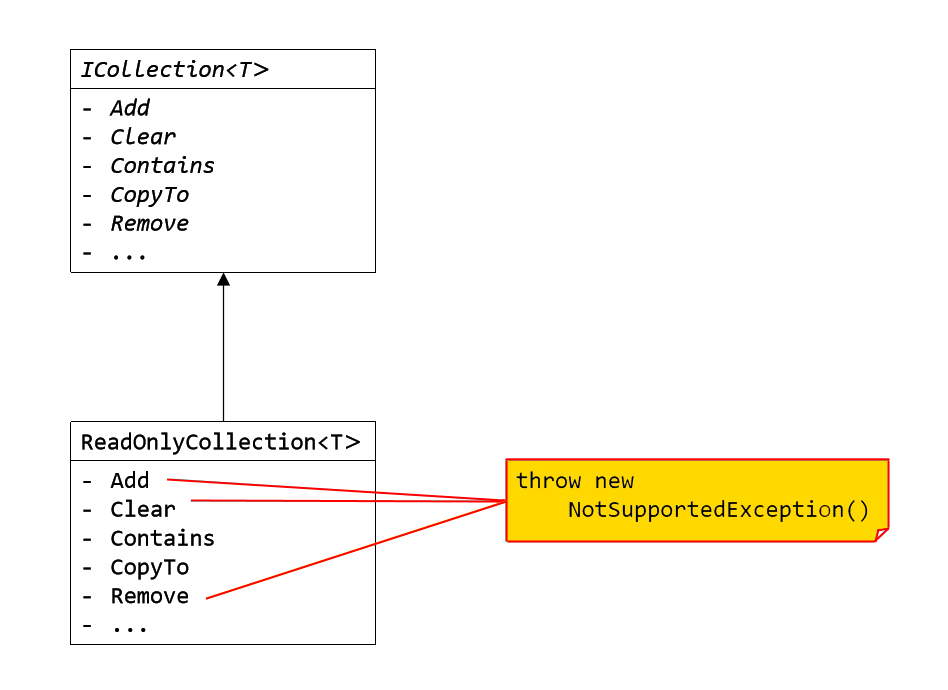 ICollection<T>
- Add
- Clear
- Contains
- CopyTo
- Remove
- ...
ReadOnlyCollection<T>
- Add
- Clear
- Contains
- CopyTo
- Remove
- ...
throw new
NotSupportedException()